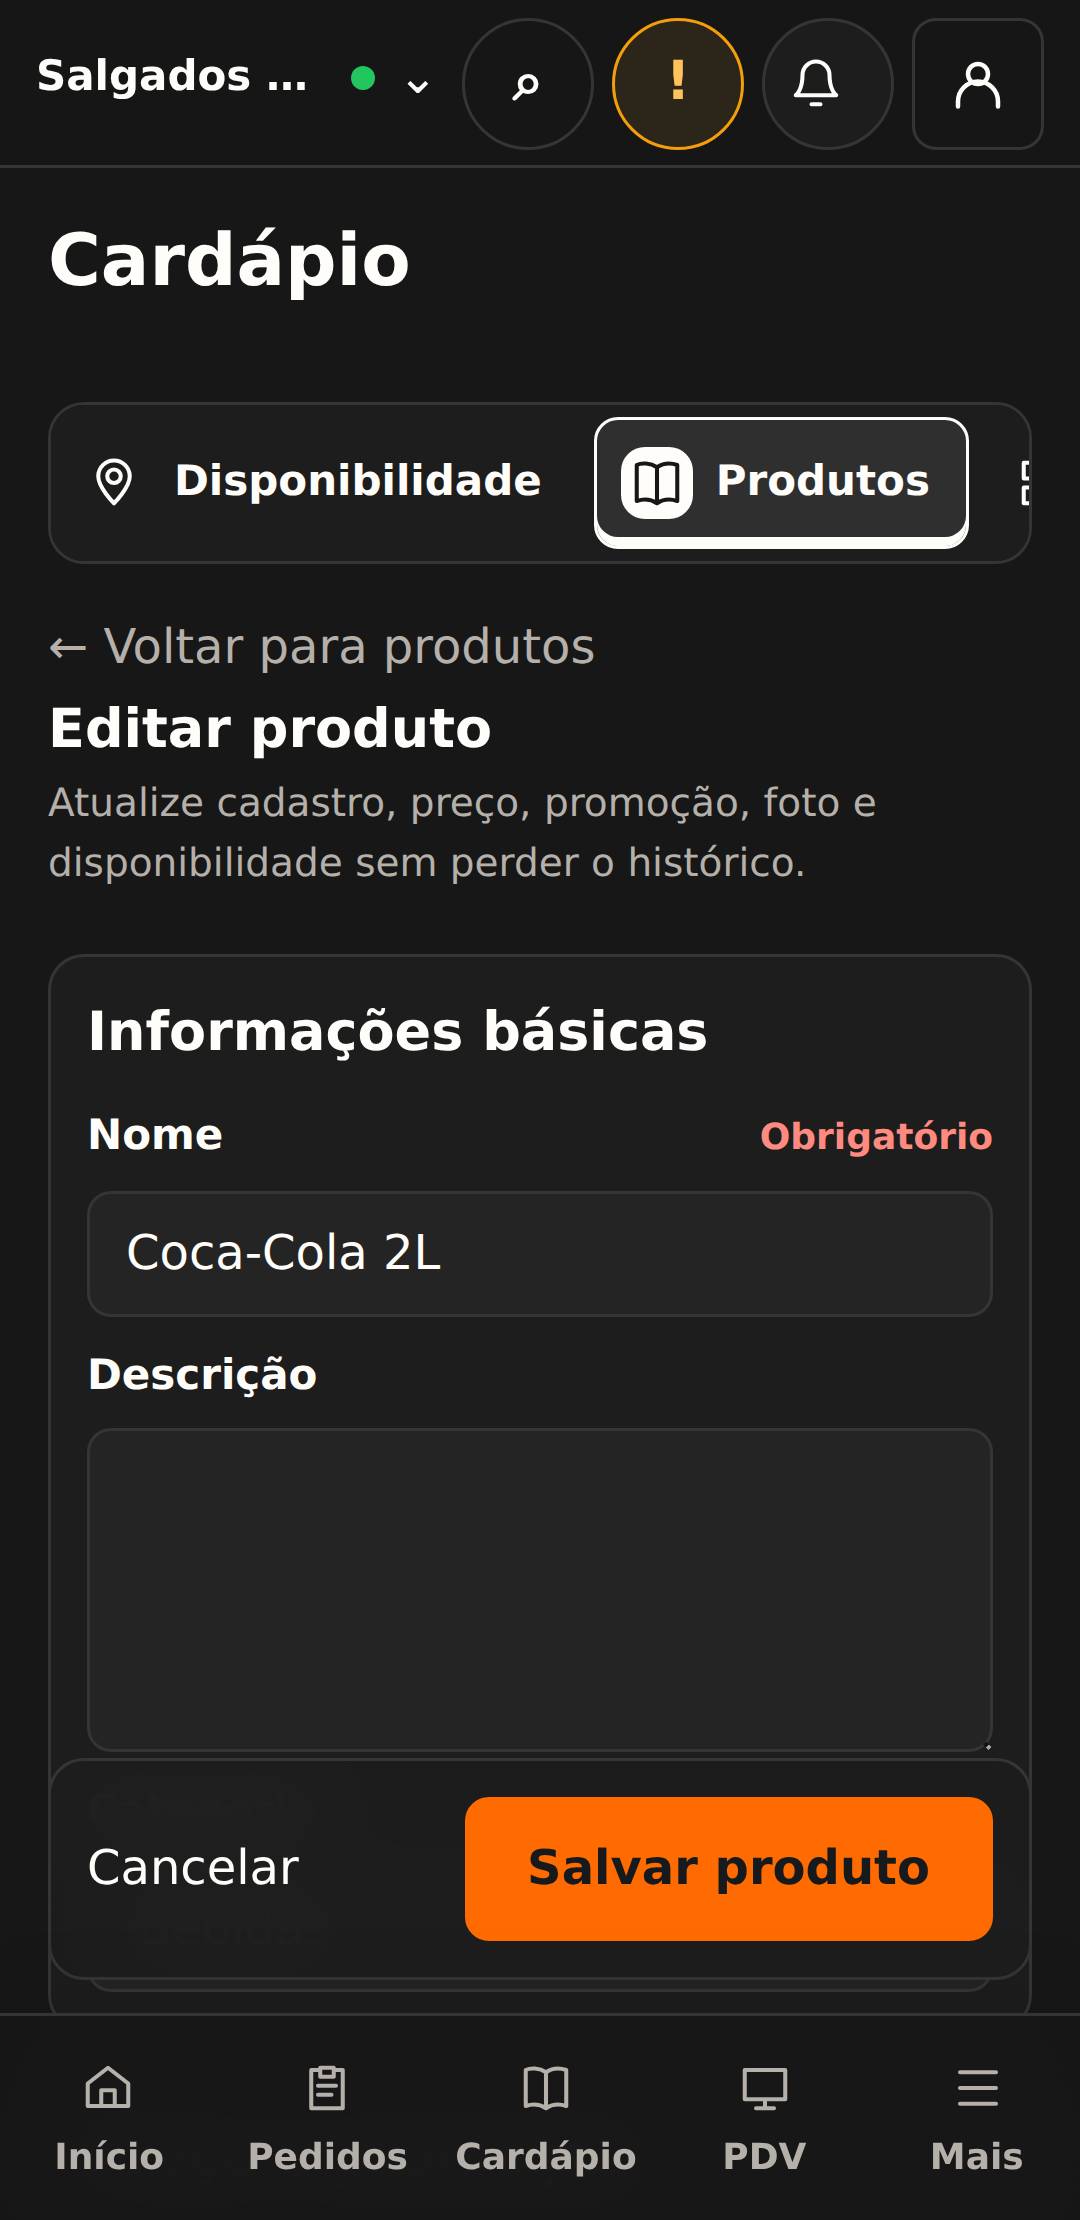 Salgados ...
!
Cardápio
Disponibilidade
Produtos
← Voltar para produtos
Editar produto
Atualize cadastro, preço, promoção, foto e
disponibilidade sem perder o histórico.
Informações básicas
Nome
Obrigatório
Coca-Cola 2L
Descrição
Cancelar
Salvar produto
Início
Pedidos
Cardápio
PDV
Mais